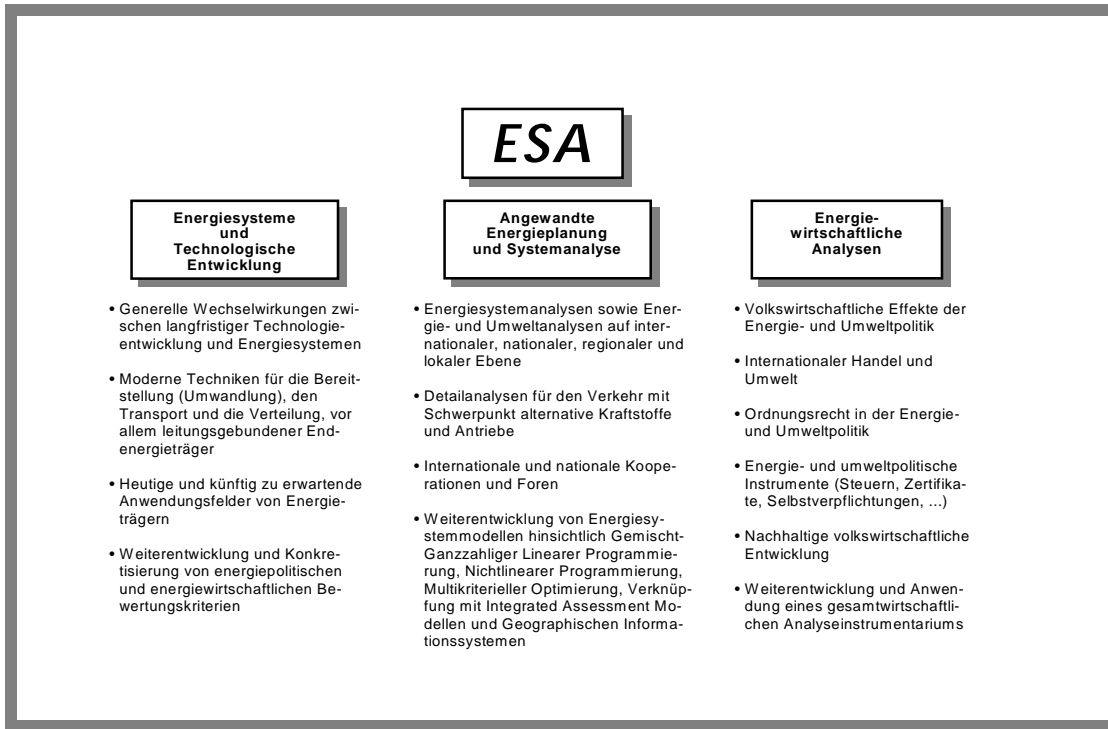 ESA
Energiesysteme
und
Technologische
Entwicklung
• Generelle Wechselwirkungen zwi-
schen langfristiger Technologie-
entwicklung und Energiesystemen
• Moderne Techniken für die Bereit-
stellung (Umwandlung), den
Transport und die Verteilung, vor
allem leitungsgebundener End-
energieträger
• Heutige und künftig zu erwartende
Anwendungsfelder von Energie-
trägern
• Weiterentwicklung und Konkre-
tisierung von energiepolitischen
und energiewirtschaftlichen Be-
wertungskriterien
Angewandte
Energieplanung
und Systemanalyse
• Energiesystemanalysen sowie Ener-
gie- und Umweltanalysen auf inter-
nationaler, nationaler, regionaler und
lokaler Ebene
• Detailanalysen für den Verkehr mit
Schwerpunkt alternative Kraftstoffe
und Antriebe
• Internationale und nationale Koope-
rationen und Foren
• Weiterentwicklung von Energiesy-
stemmodellen hinsichtlich Gemischt-
Ganzzahliger Linearer Programmie-
rung, Nichtlinearer Programmierung,
Multikriterieller Optimierung, Verknüp-
fung mit Integrated Assessment Mo-
dellen und Geographischen Informa-
tionssystemen
Energie-
wirtschaftliche
Analysen
• Volkswirtschaftliche Effekte der
Energie- und Umweltpolitik
• Internationaler Handel und
Umwelt
• Ordnungsrecht in der Energie-
und Umweltpolitik
• Energie- und umweltpolitische
Instrumente (Steuern, Zertifika-
te, Selbstverpflichtungen, ...)
• Nachhaltige volkswirtschaftliche
Entwicklung
• Weiterentwicklung und Anwen-
dung eines gesamtwirtschaftli-
chen Analyseinstrumentariums